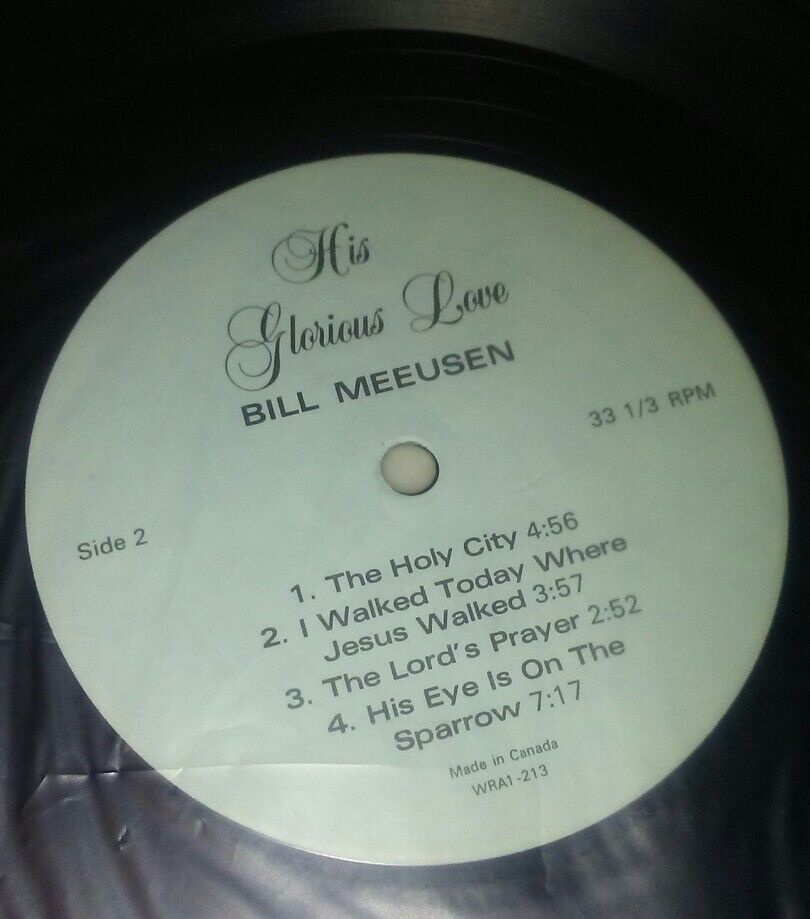 His
Glorious Love
BILL MEEUSEN
33 1/3 RPM
Side 2
1. The Holy City 4:56
2. I Walked Today Where
Jesus Walked 3:57
3. The Lord's Prayer 2:52
4. His Eye Is On The
Sparrow 7:17
Made in Canada
WRA1-213